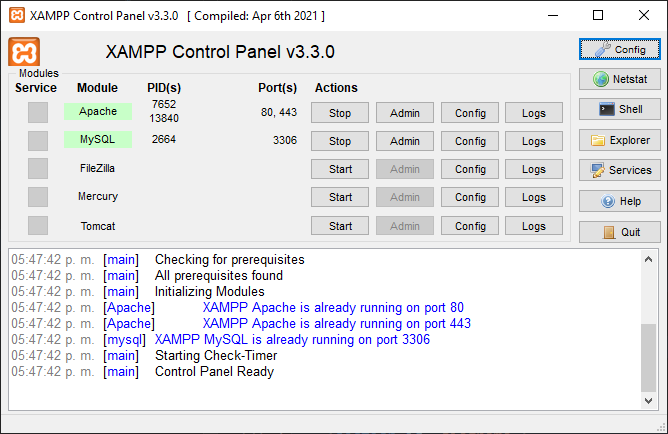 XAMPP Control Panel v3.3.0 [ Compiled: Apr 6th 2021 ]
XAMPP Control Panel v3.3.0
Config
Modules
Service Module PID(s) Port(s) Actions
Netstat
Apache 7652 13840 80, 443 Stop Admin Config Logs
Shell
MySQL 2664 3306 Stop Admin Config Logs
Explorer
FileZilla Start Admin Config Logs
Services
Mercury Start Admin Config Logs
Help
Tomcat Start Admin Config Logs
Quit
05:47:42 p. m. [main] Checking for prerequisites
05:47:42 p. m. [main] All prerequisites found
05:47:42 p. m. [main] Initializing Modules
05:47:42 p. m. [Apache] XAMPP Apache is already running on port 80
05:47:42 p. m. [Apache] XAMPP Apache is already running on port 443
05:47:42 p. m. [mysql] XAMPP MySQL is already running on port 3306
05:47:42 p. m. [main] Starting Check-Timer
05:47:42 p. m. [main] Control Panel Ready